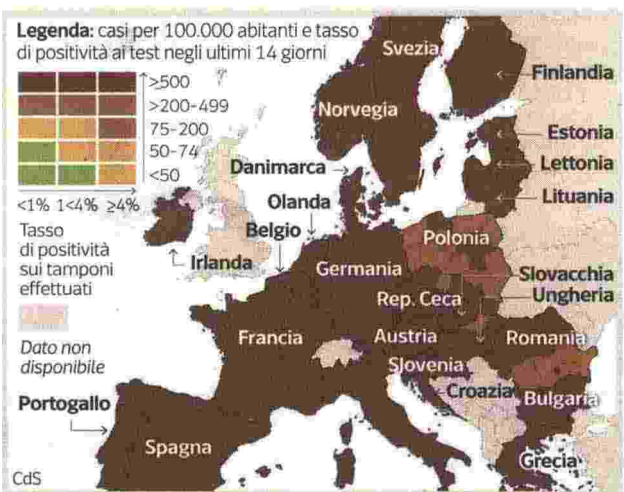 Legenda: casi per 100.000 abitanti e tasso
di positività ai test negli ultimi 14 giorni
>500
>200-499
75-200
50-74
<50
<1% 1<4% ≥4%
Tasso
di positività
sui tamponi
effettuati
Dato non
disponibile
Svezia
Finlandia
Norvegia
Estonia
Lettonia
Lituania
Danimarca
Olanda
Belgio
Irlanda
Polonia
Germania
Slovacchia
Rep. Ceca
Ungheria
Francia
Austria
Romania
Slovenia
Croazia
Bulgaria
Portogallo
Spagna
Grecia
CdS